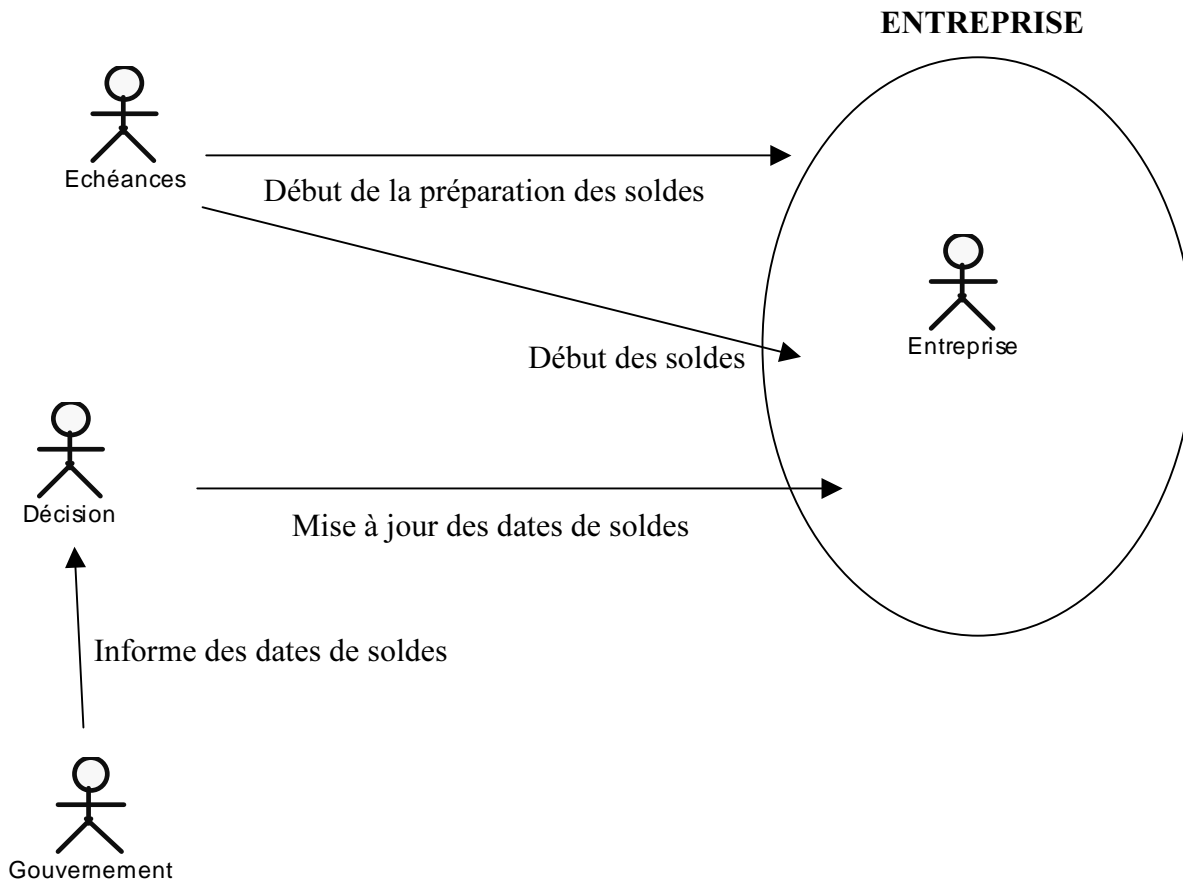 ENTREPRISE
Echéances
Début de la préparation des soldes
Entreprise
Début des soldes
Décision
Mise à jour des dates de soldes
Informe des dates de soldes
Gouvernement